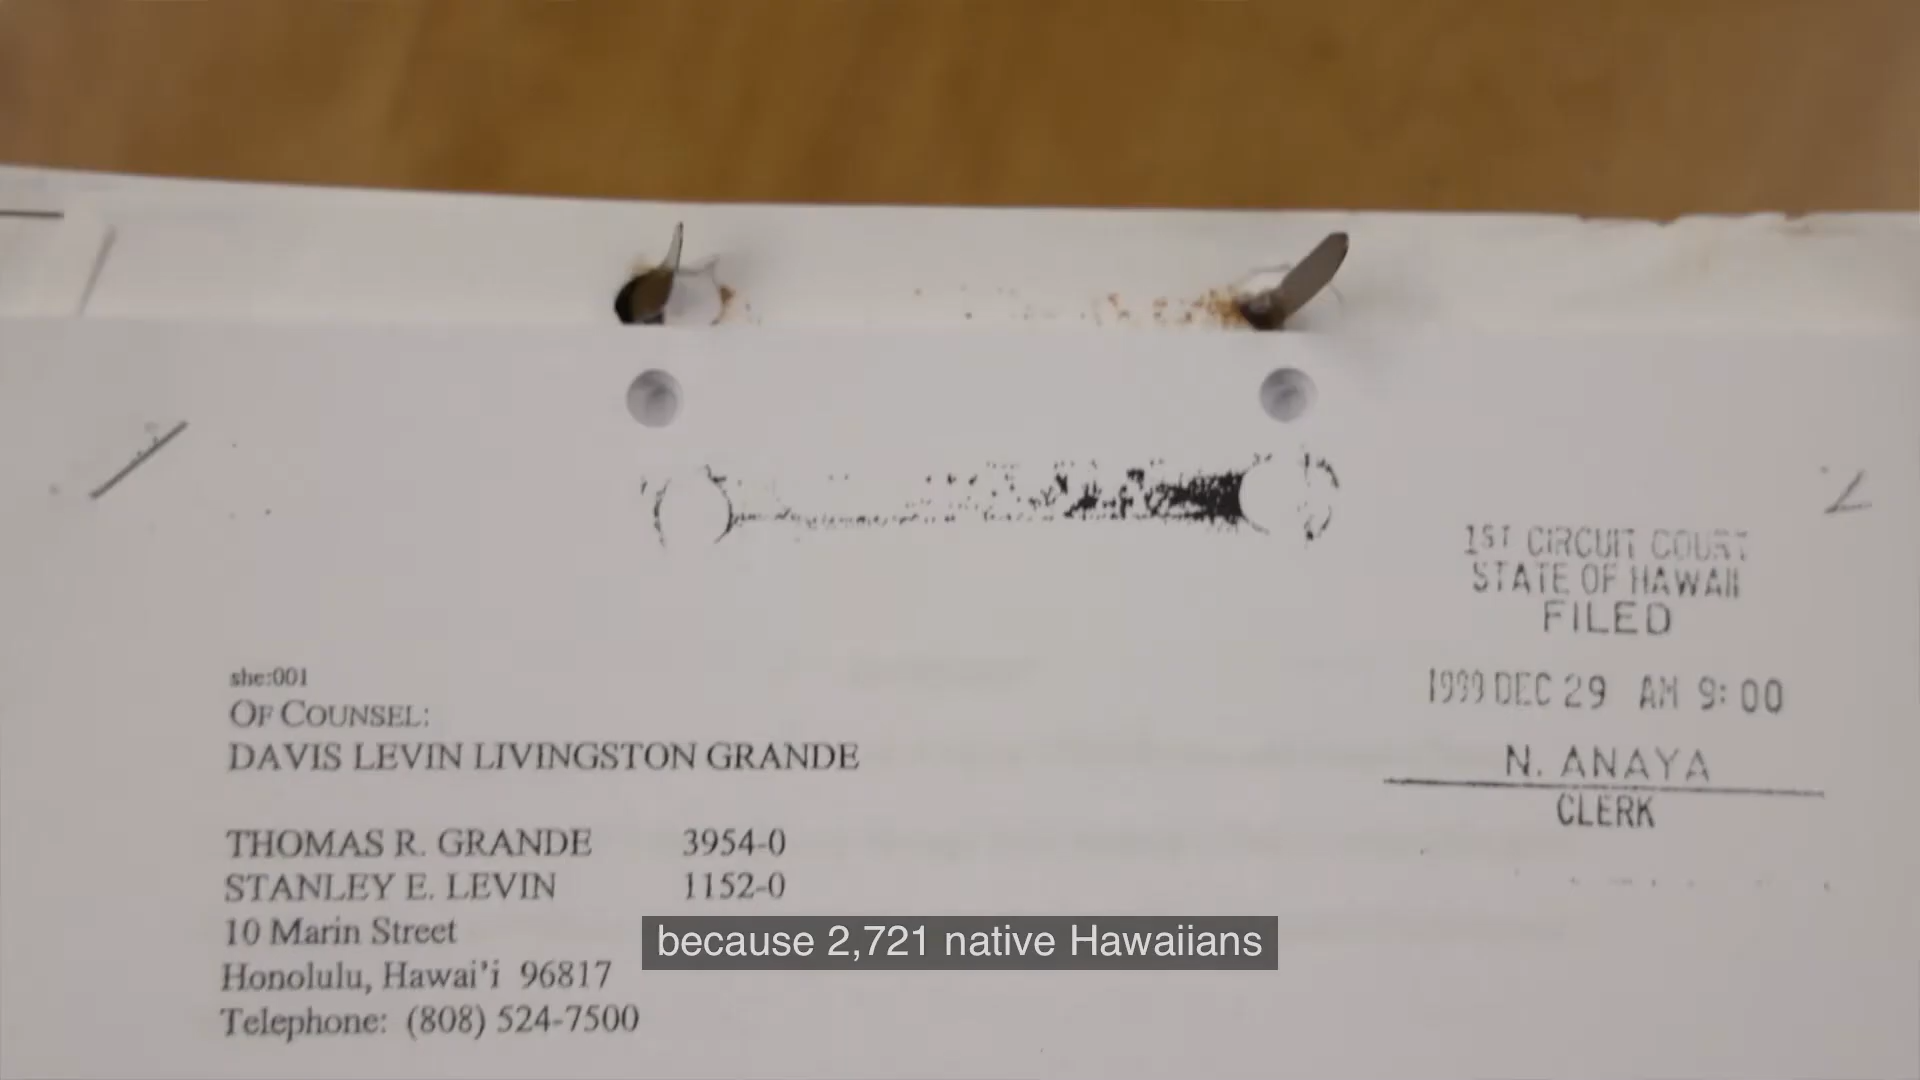 1ST CIRCUIT COURT
STATE OF HAWAII
FILED
1999 DEC 29 AM 9:00
N. ANAYA
CLERK
she:001
OF COUNSEL:
DAVIS LEVIN LIVINGSTON GRANDE
THOMAS R. GRANDE 3954-0
STANLEY E. LEVIN 1152-0
10 Marin Street
Honolulu, Hawai'i 96817
Telephone: (808) 524-7500
because 2,721 native Hawaiians